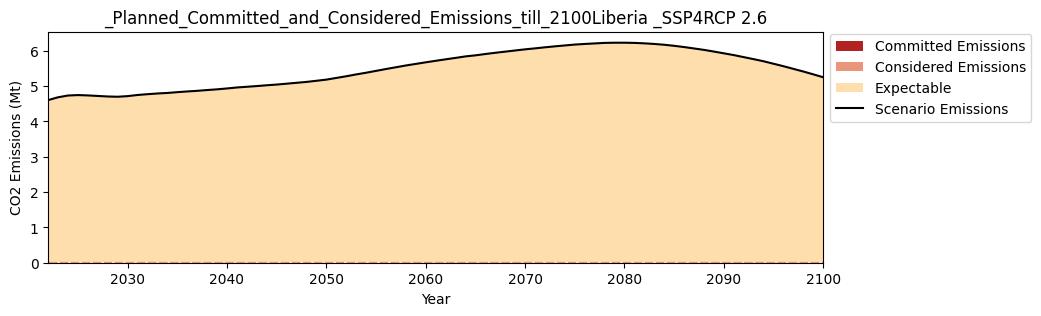 _Planned_Committed_and_Considered_Emissions_till_2100Liberia _SSP4RCP 2.6
CO2 Emissions (Mt)
6
5
4
3
2
1
0
2030 2040 2050 2060 2070 2080 2090 2100
Year
Committed Emissions
Considered Emissions
Expectable
Scenario Emissions